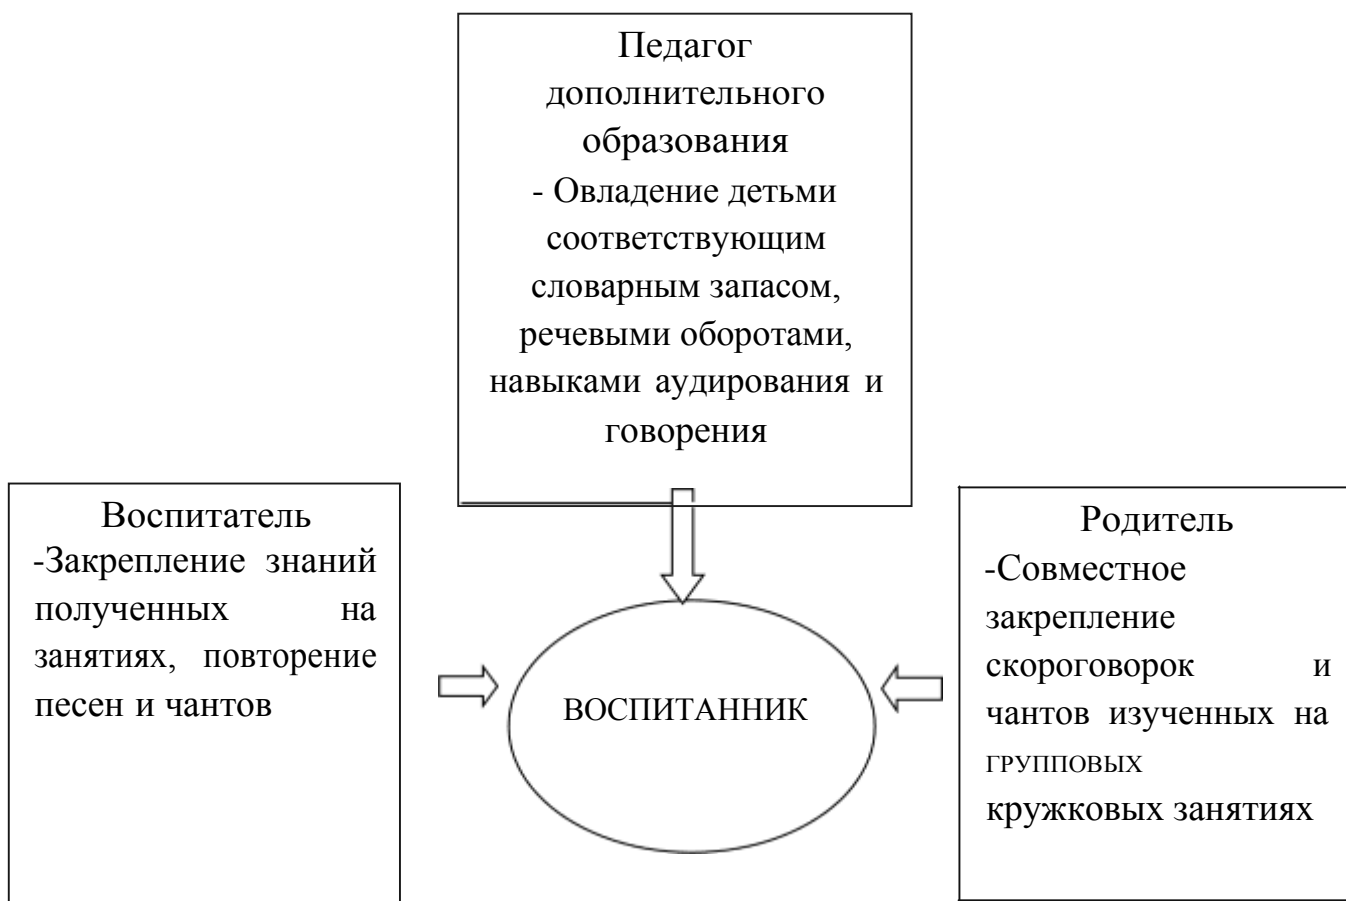 Педагог
дополнительного
образования
- Овладение детьми
соответствующим
словарным запасом,
речевыми оборотами,
навыками аудирования и
говорения
Воспитатель
-Закрепление знаний
полученных на
занятиях, повторение
песен и чантов
ВОСПИТАННИК
Родитель
-Совместное
закрепление
скороговорок и
чантов изученных на
ГРУППОВЫХ
кружковых занятиях